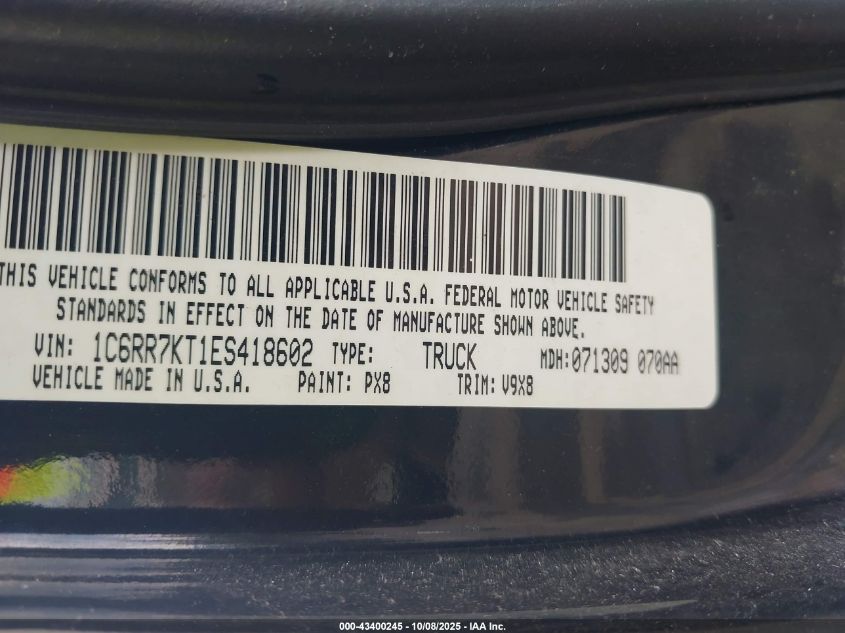 THIS VEHICLE CONFORMS TO ALL APPLICABLE U.S.A. FEDERAL MOTOR VEHICLE SAFETY
STANDARDS IN EFFECT ON THE DATE OF MANUFACTURE SHOWN ABOVE.
VIN: 1C6RR7KT1ES418602 TYPE: TRUCK MDH:071309 070AA
VEHICLE MADE IN U.S.A. PAINT: PX8 TRIM: V9X8
000-43400245 - 10/08/2025 - IAA Inc.